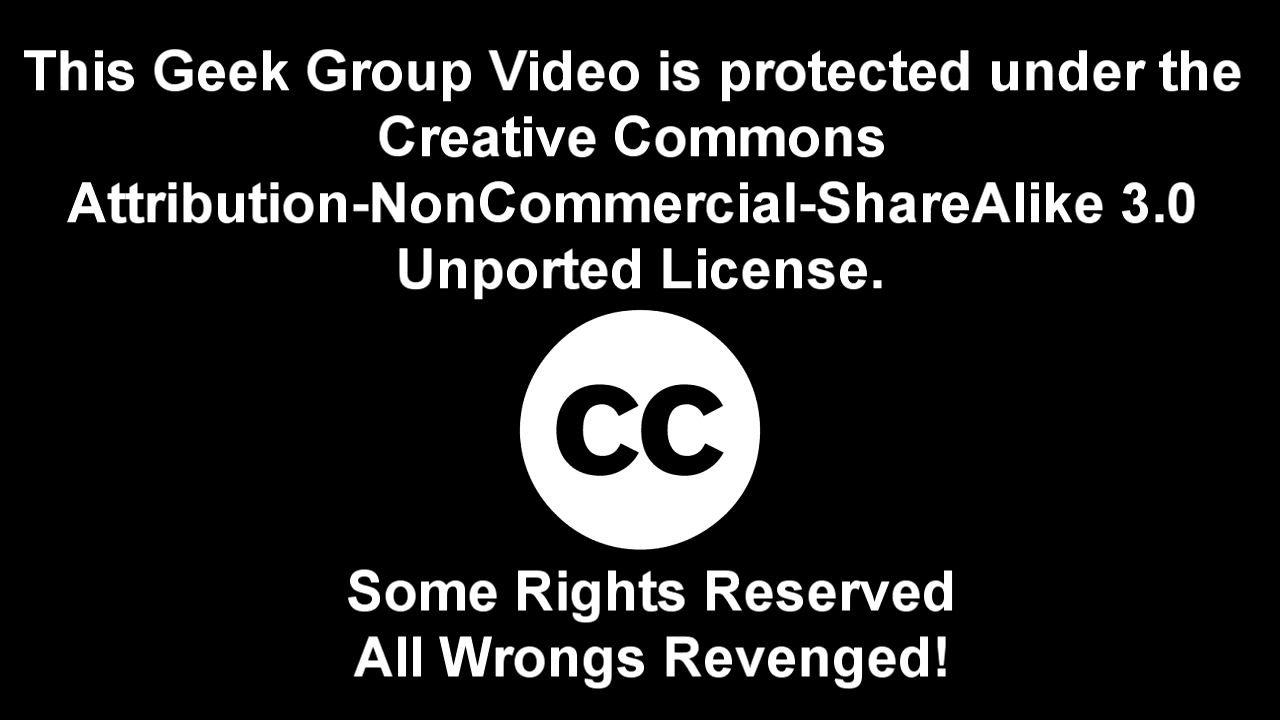 This Geek Group Video is protected under the
Creative Commons
Attribution-NonCommercial-ShareAlike 3.0
Unported License.
cc
Some Rights Reserved
All Wrongs Revenged!